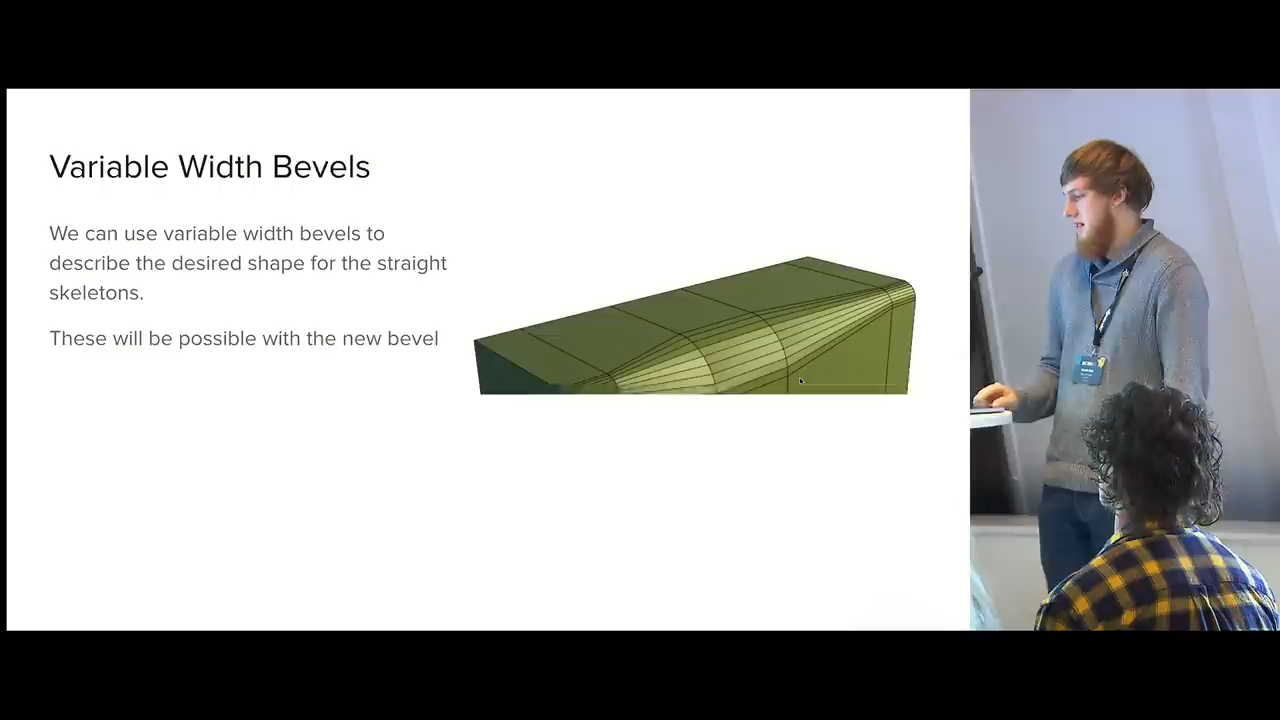 Variable Width Bevels
We can use variable width bevels to
describe the desired shape for the straight
skeletons.
These will be possible with the new bevel